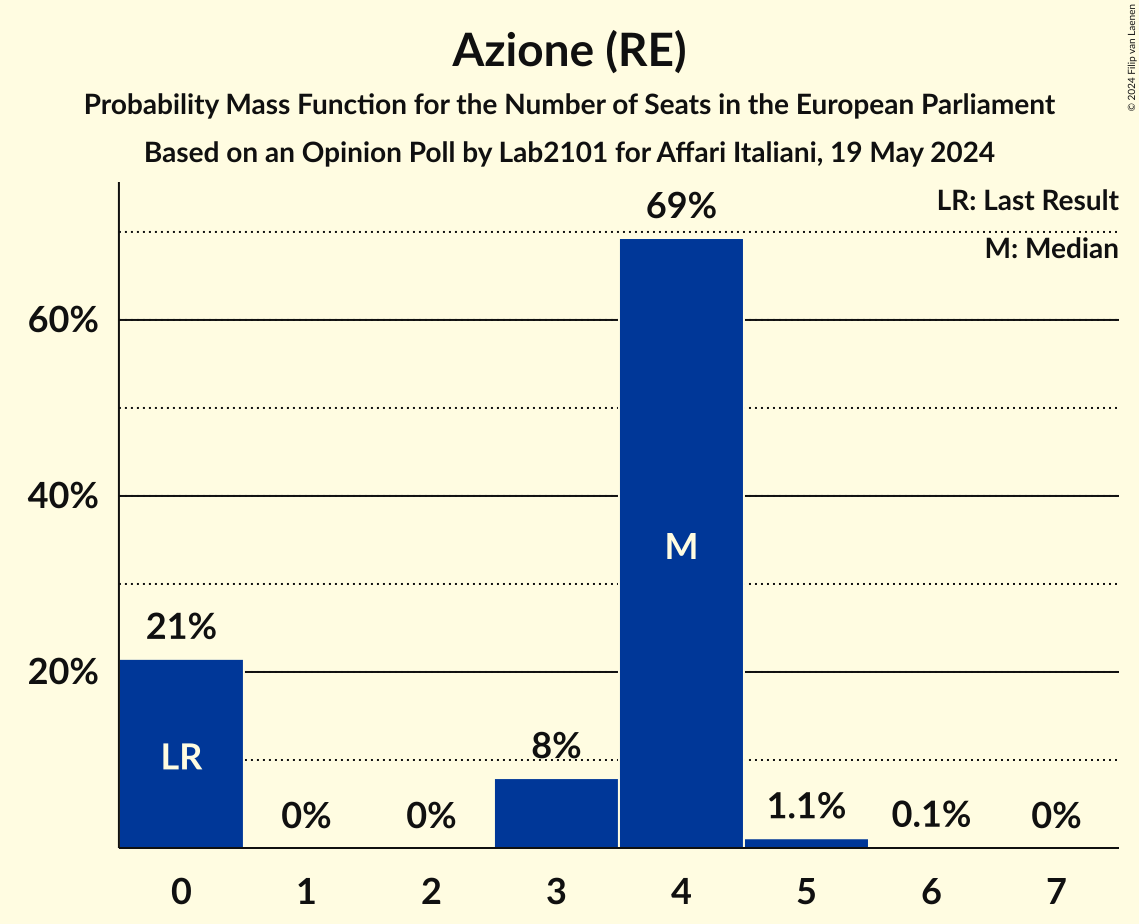 Azione (RE)
Probability Mass Function for the Number of Seats in the European Parliament
Based on an Opinion Poll by Lab2101 for Affari Italiani, 19 May 2024
© 2024 Filip van Laenen
LR: Last Result
M: Median
60%
40%
20%
21%
0%
0%
8%
69%
1.1%
0.1%
0%
LR
M
0 1 2 3 4 5 6 7